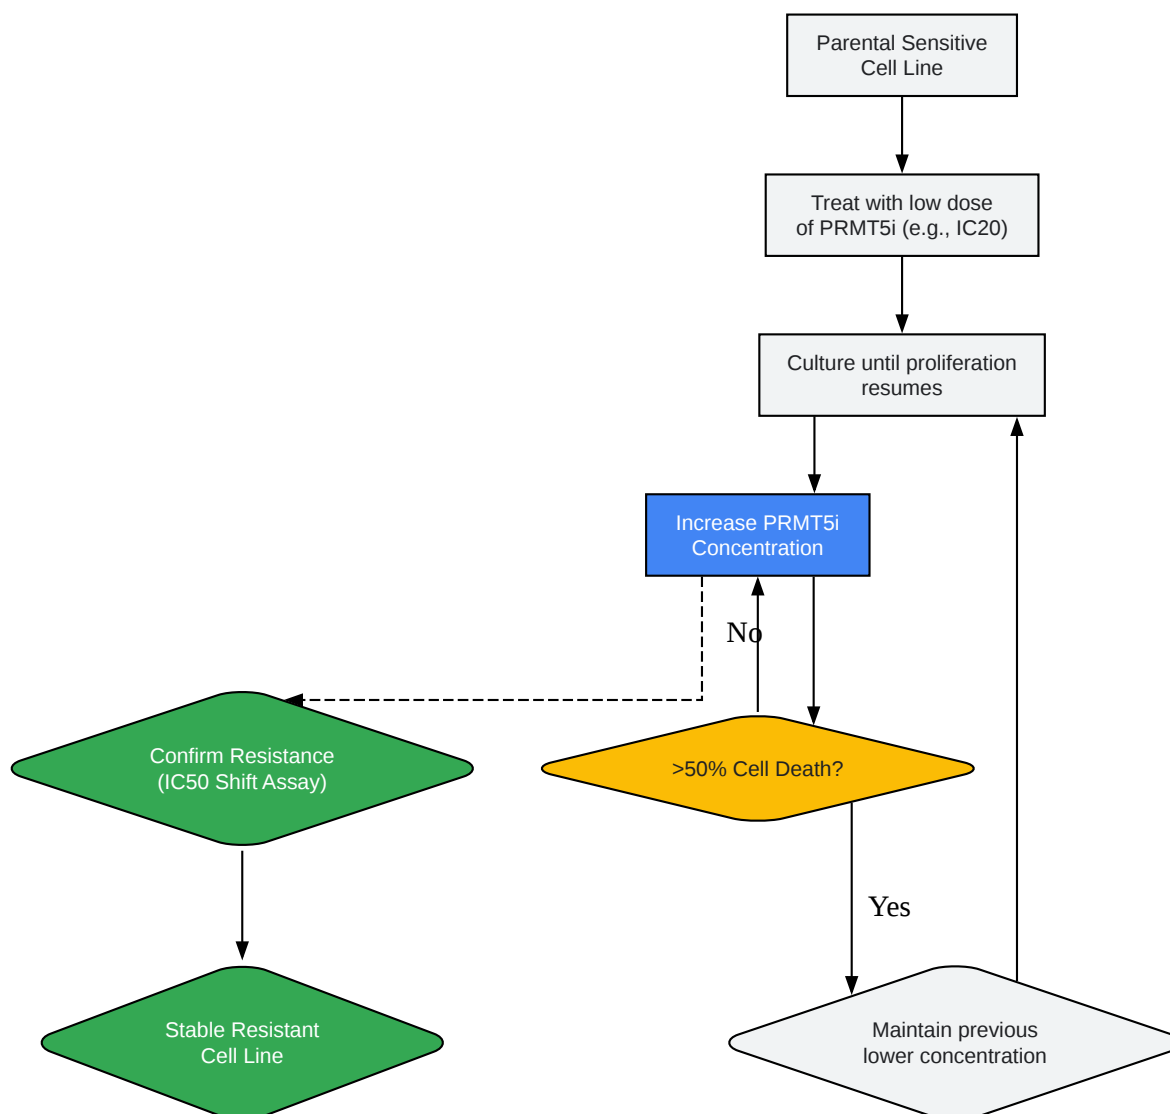 Parental Sensitive
Cell Line
Treat with low dose
of PRMT5i (e.g., IC20)
Culture until proliferation
resumes
Increase PRMT5i
Concentration
No
Confirm Resistance
(IC50 Shift Assay)
>50% Cell Death?
Yes
Stable Resistant
Cell Line
Maintain previous
lower concentration